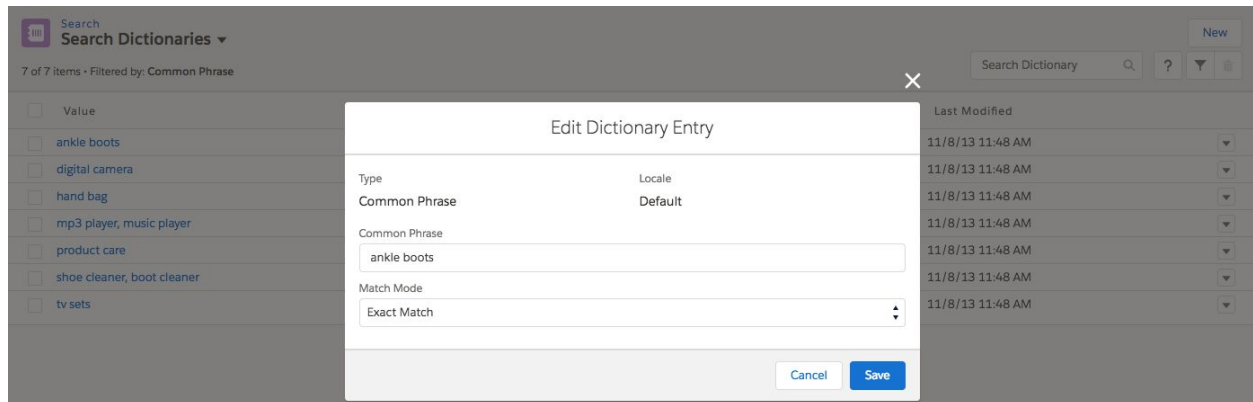 Search
Search Dictionaries
New
7 of 7 items • Filtered by: Common Phrase
Search Dictionary
?
Value
Last Modified
ankle boots
11/8/13 11:48 AM
digital camera
11/8/13 11:48 AM
hand bag
11/8/13 11:48 AM
mp3 player, music player
11/8/13 11:48 AM
product care
11/8/13 11:48 AM
shoe cleaner, boot cleaner
11/8/13 11:48 AM
tv sets
11/8/13 11:48 AM
Edit Dictionary Entry
Type
Locale
Common Phrase
Default
Common Phrase
ankle boots
Match Mode
Exact Match
Cancel
Save